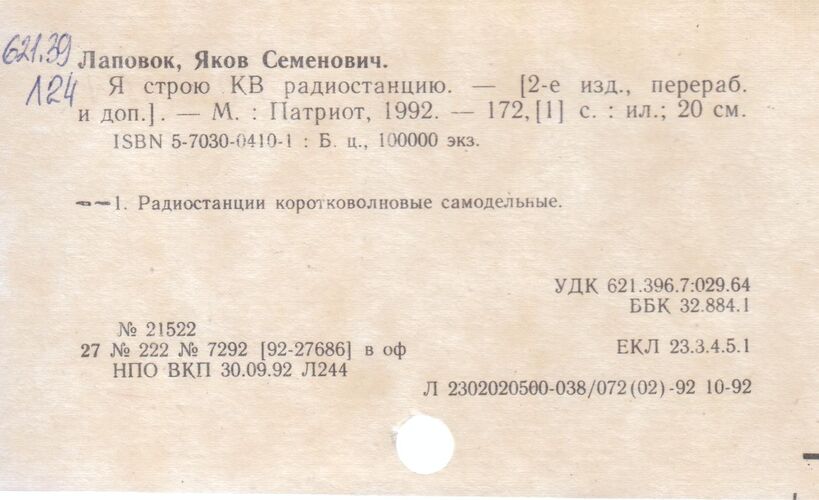 621.39
Л24
Лаповок, Яков Семенович.
Я строю КВ радиостанцию. — [2-е изд., перераб.
и доп.]. — М. : Патриот, 1992. — 172, [1] с. : ил.; 20 см.
ISBN 5-7030-0410-1 : Б. ц., 100000 экз.
— — 1. Радиостанции коротковолновые самодельные.
УДК 621.396.7:029.64
ББК 32.884.1
№ 21522
27 № 222 № 7292 [92-27686] в оф
ЕКЛ 23.3.4.5.1
НПО ВКП 30.09.92 Л244
Л 2302020500-038/072(02)-92 10-92